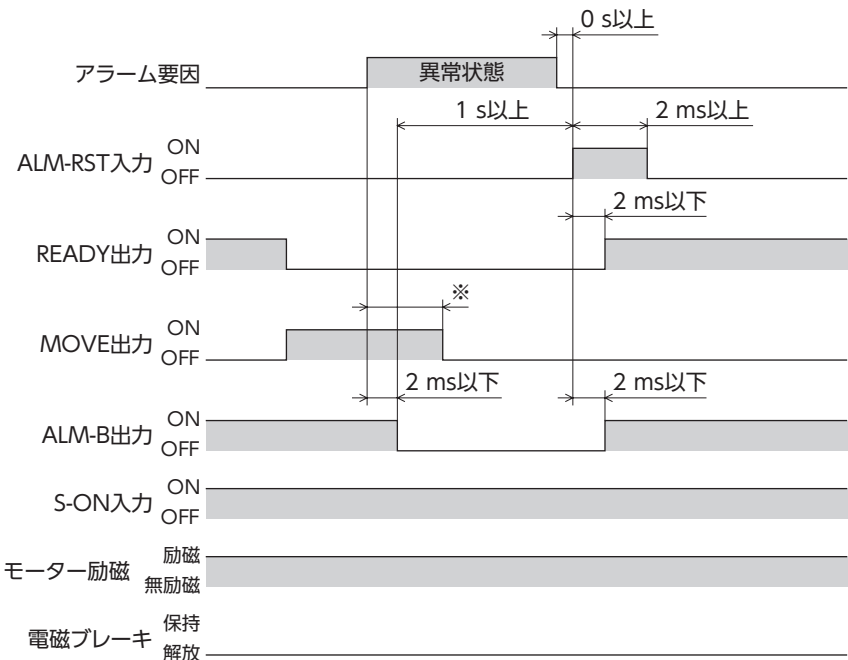 0 s以上
アラーム要因
異常状態
1 s以上
2 ms以上
ALM-RST入力
ON
OFF
2 ms以下
READY出力
ON
OFF
※
MOVE出力
ON
OFF
2 ms以下
2 ms以下
ALM-B出力
ON
OFF
S-ON入力
ON
OFF
モーター励磁
励磁
無励磁
電磁ブレーキ
保持
解放